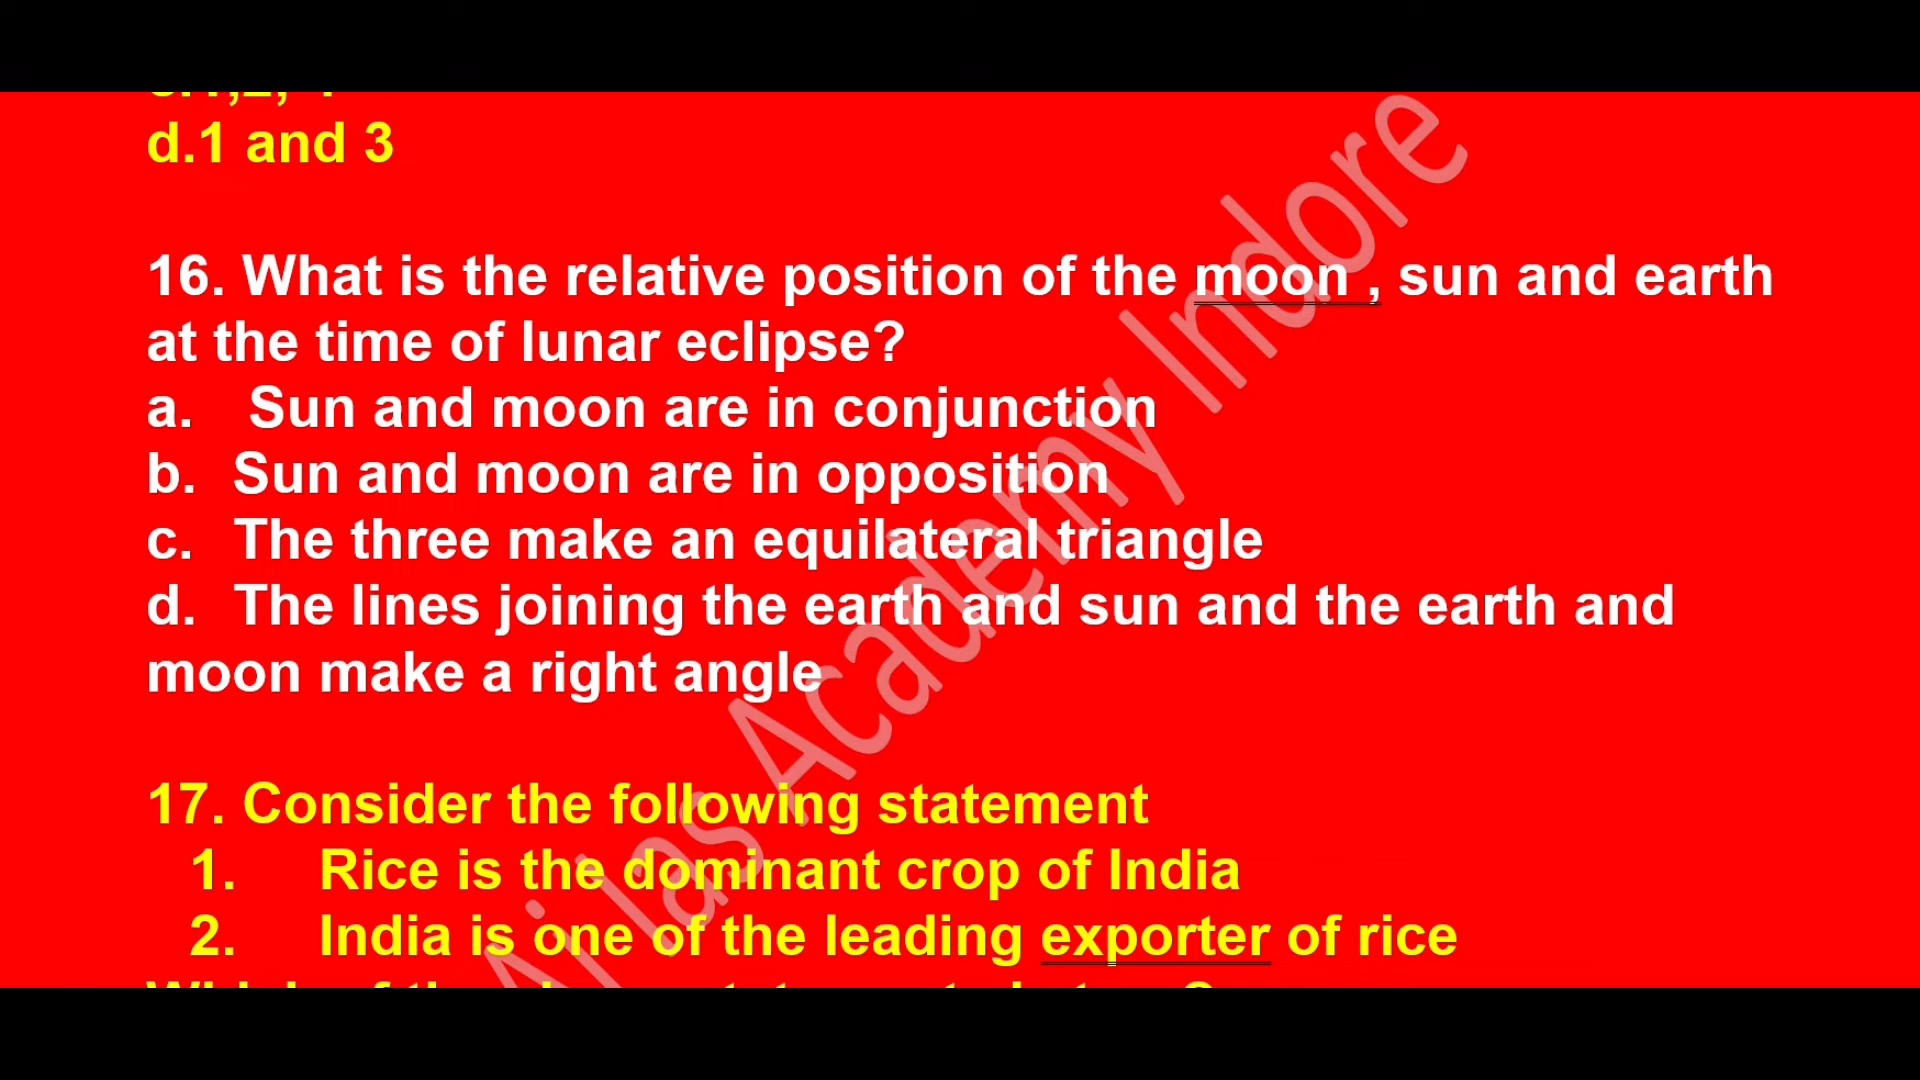 d.1 and 3
16. What is the relative position of the moon , sun and earth
at the time of lunar eclipse?
a. Sun and moon are in conjunction
b. Sun and moon are in opposition
c. The three make an equilateral triangle
d. The lines joining the earth and sun and the earth and
moon make a right angle
17. Consider the following statement
1. Rice is the dominant crop of India
2. India is one of the leading exporter of rice
Aj Ias Academy Indore